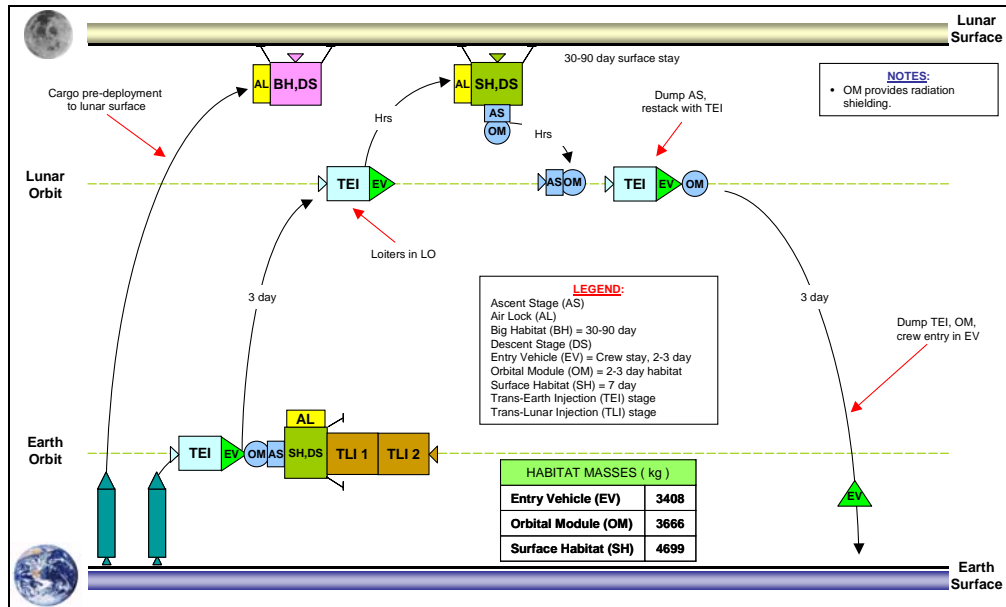 Lunar
Surface
30-90 day surface stay
NOTES:
• OM provides radiation
shielding.
Cargo pre-deployment
to lunar surface
AL
BH,DS
AL
SH,DS
AS
OM
Hrs
Hrs
Dump AS,
restack with TEI
Lunar
Orbit
TEI
EV
AS
OM
TEI
EV
OM
Loiters in LO
3 day
3 day
LEGEND:
Ascent Stage (AS)
Air Lock (AL)
Big Habitat (BH) = 30-90 day
Descent Stage (DS)
Entry Vehicle (EV) = Crew stay, 2-3 day
Orbital Module (OM) = 2-3 day habitat
Surface Habitat (SH) = 7 day
Trans-Earth Injection (TEI) stage
Trans-Lunar Injection (TLI) stage
Dump TEI, OM,
crew entry in EV
Earth
Orbit
TEI
EV
OM
AS
AL
SH,DS
TLI 1
TLI 2
HABITAT MASSES ( kg )
Entry Vehicle (EV) 3408
Orbital Module (OM) 3666
Surface Habitat (SH) 4699
EV
Earth
Surface